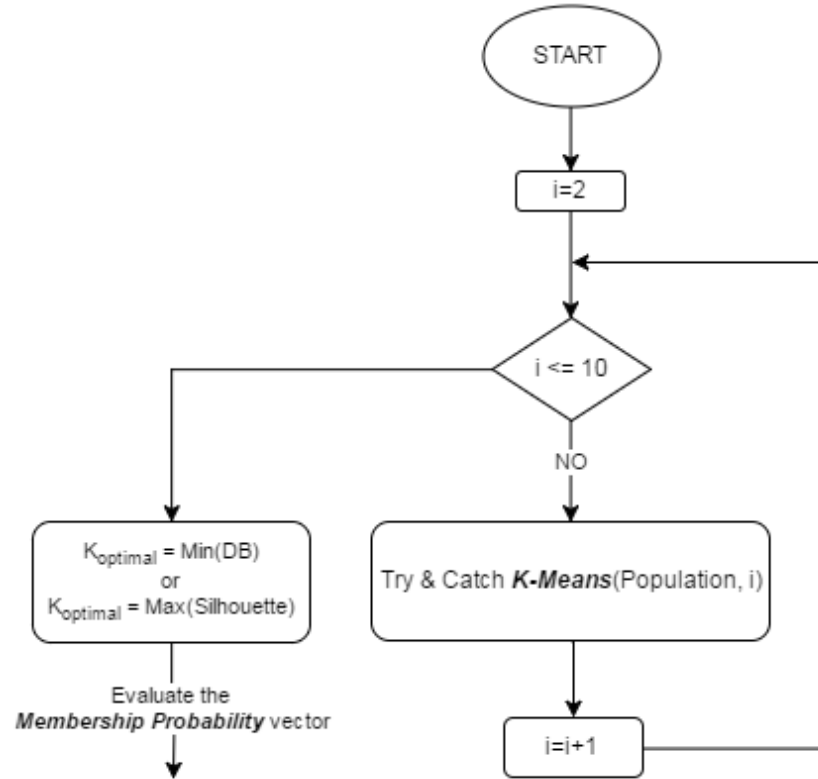 START
i=2
i <= 10
NO
K_optimal = Min(DB)
or
K_optimal = Max(Silhouette)
Try & Catch K-Means(Population, i)
Evaluate the
Membership Probability vector
i=i+1